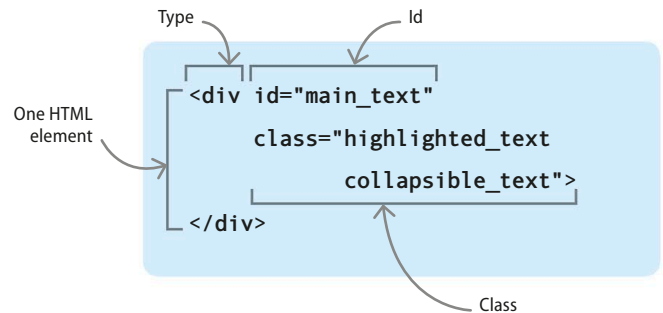 Type
Id
<div id="main_text"
One HTML
element
class="highlighted_text
collapsible_text">
</div>
Class